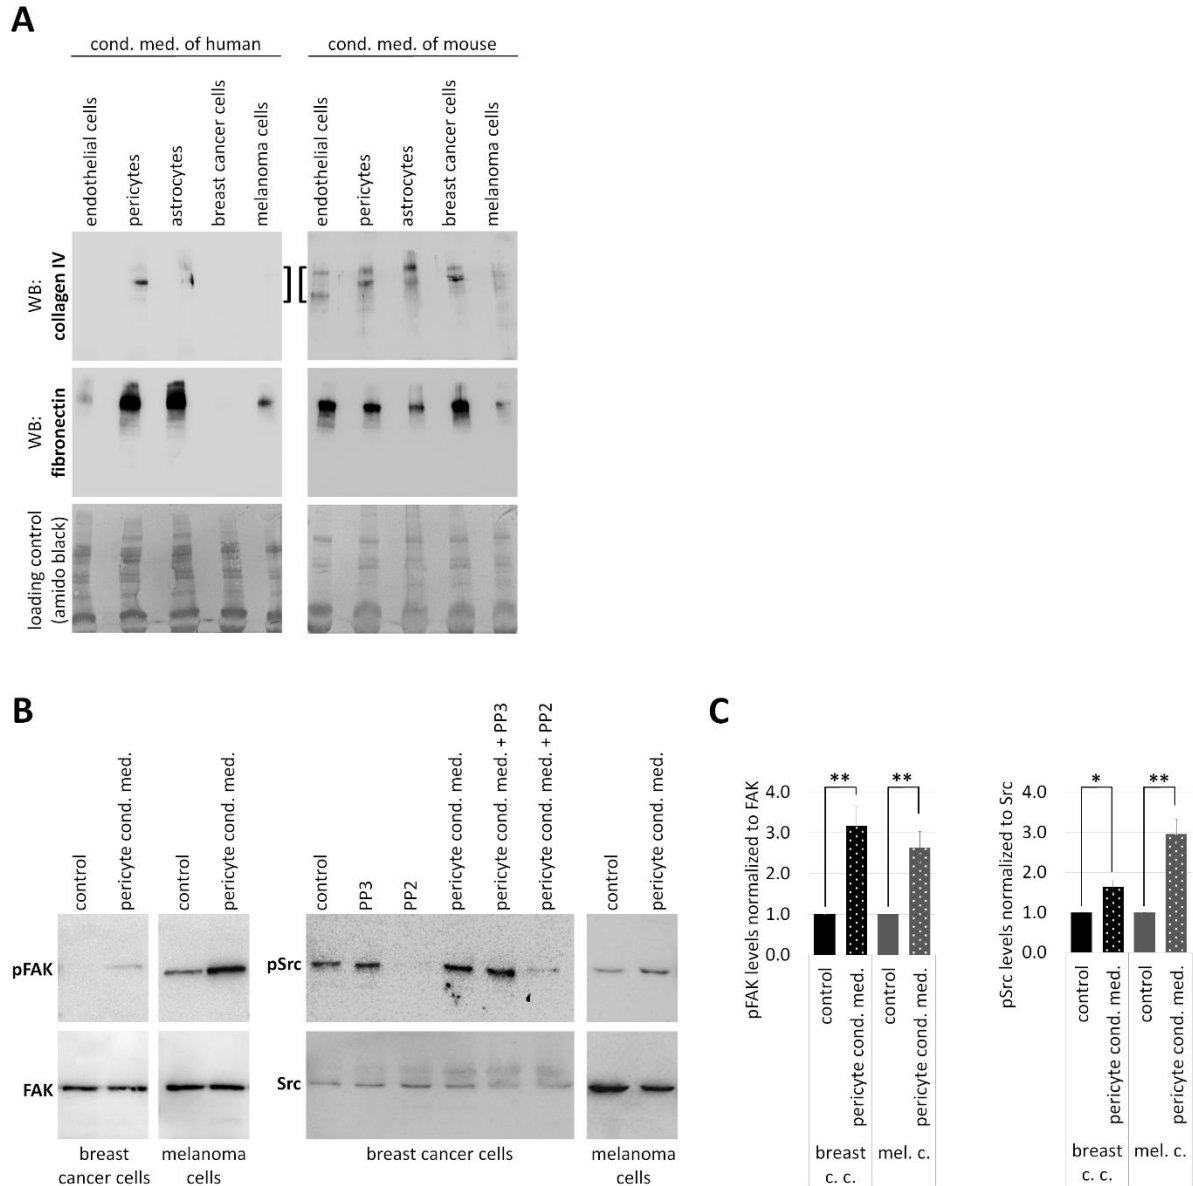 A
cond. med. of human
cond. med. of mouse
endothelial cells
pericytes
astrocytes
breast cancer cells
melanoma cells
endothelial cells
pericytes
astrocytes
breast cancer cells
melanoma cells
WB:
collagen IV
WB:
fibronectin
loading control
(amido black)
B
control
pericyte cond. med.
control
pericyte cond. med.
control
PP3
PP2
pericyte cond. med.
pericyte cond. med. + PP3
pericyte cond. med. + PP2
control
pericyte cond. med.
pFAK
pSrc
FAK
Src
breast
cancer cells
melanoma
cells
breast cancer cells
melanoma
cells
C
pFAK levels normalized to FAK
4.0
3.0
2.0
1.0
0.0
**
**
control
pericyte cond. med.
control
pericyte cond. med.
breast
c. c.
mel. c.
pSrc levels normalized to Src
4.0
3.0
2.0
1.0
0.0
*
**
control
pericyte cond. med.
control
pericyte cond. med.
breast
c. c.
mel. c.